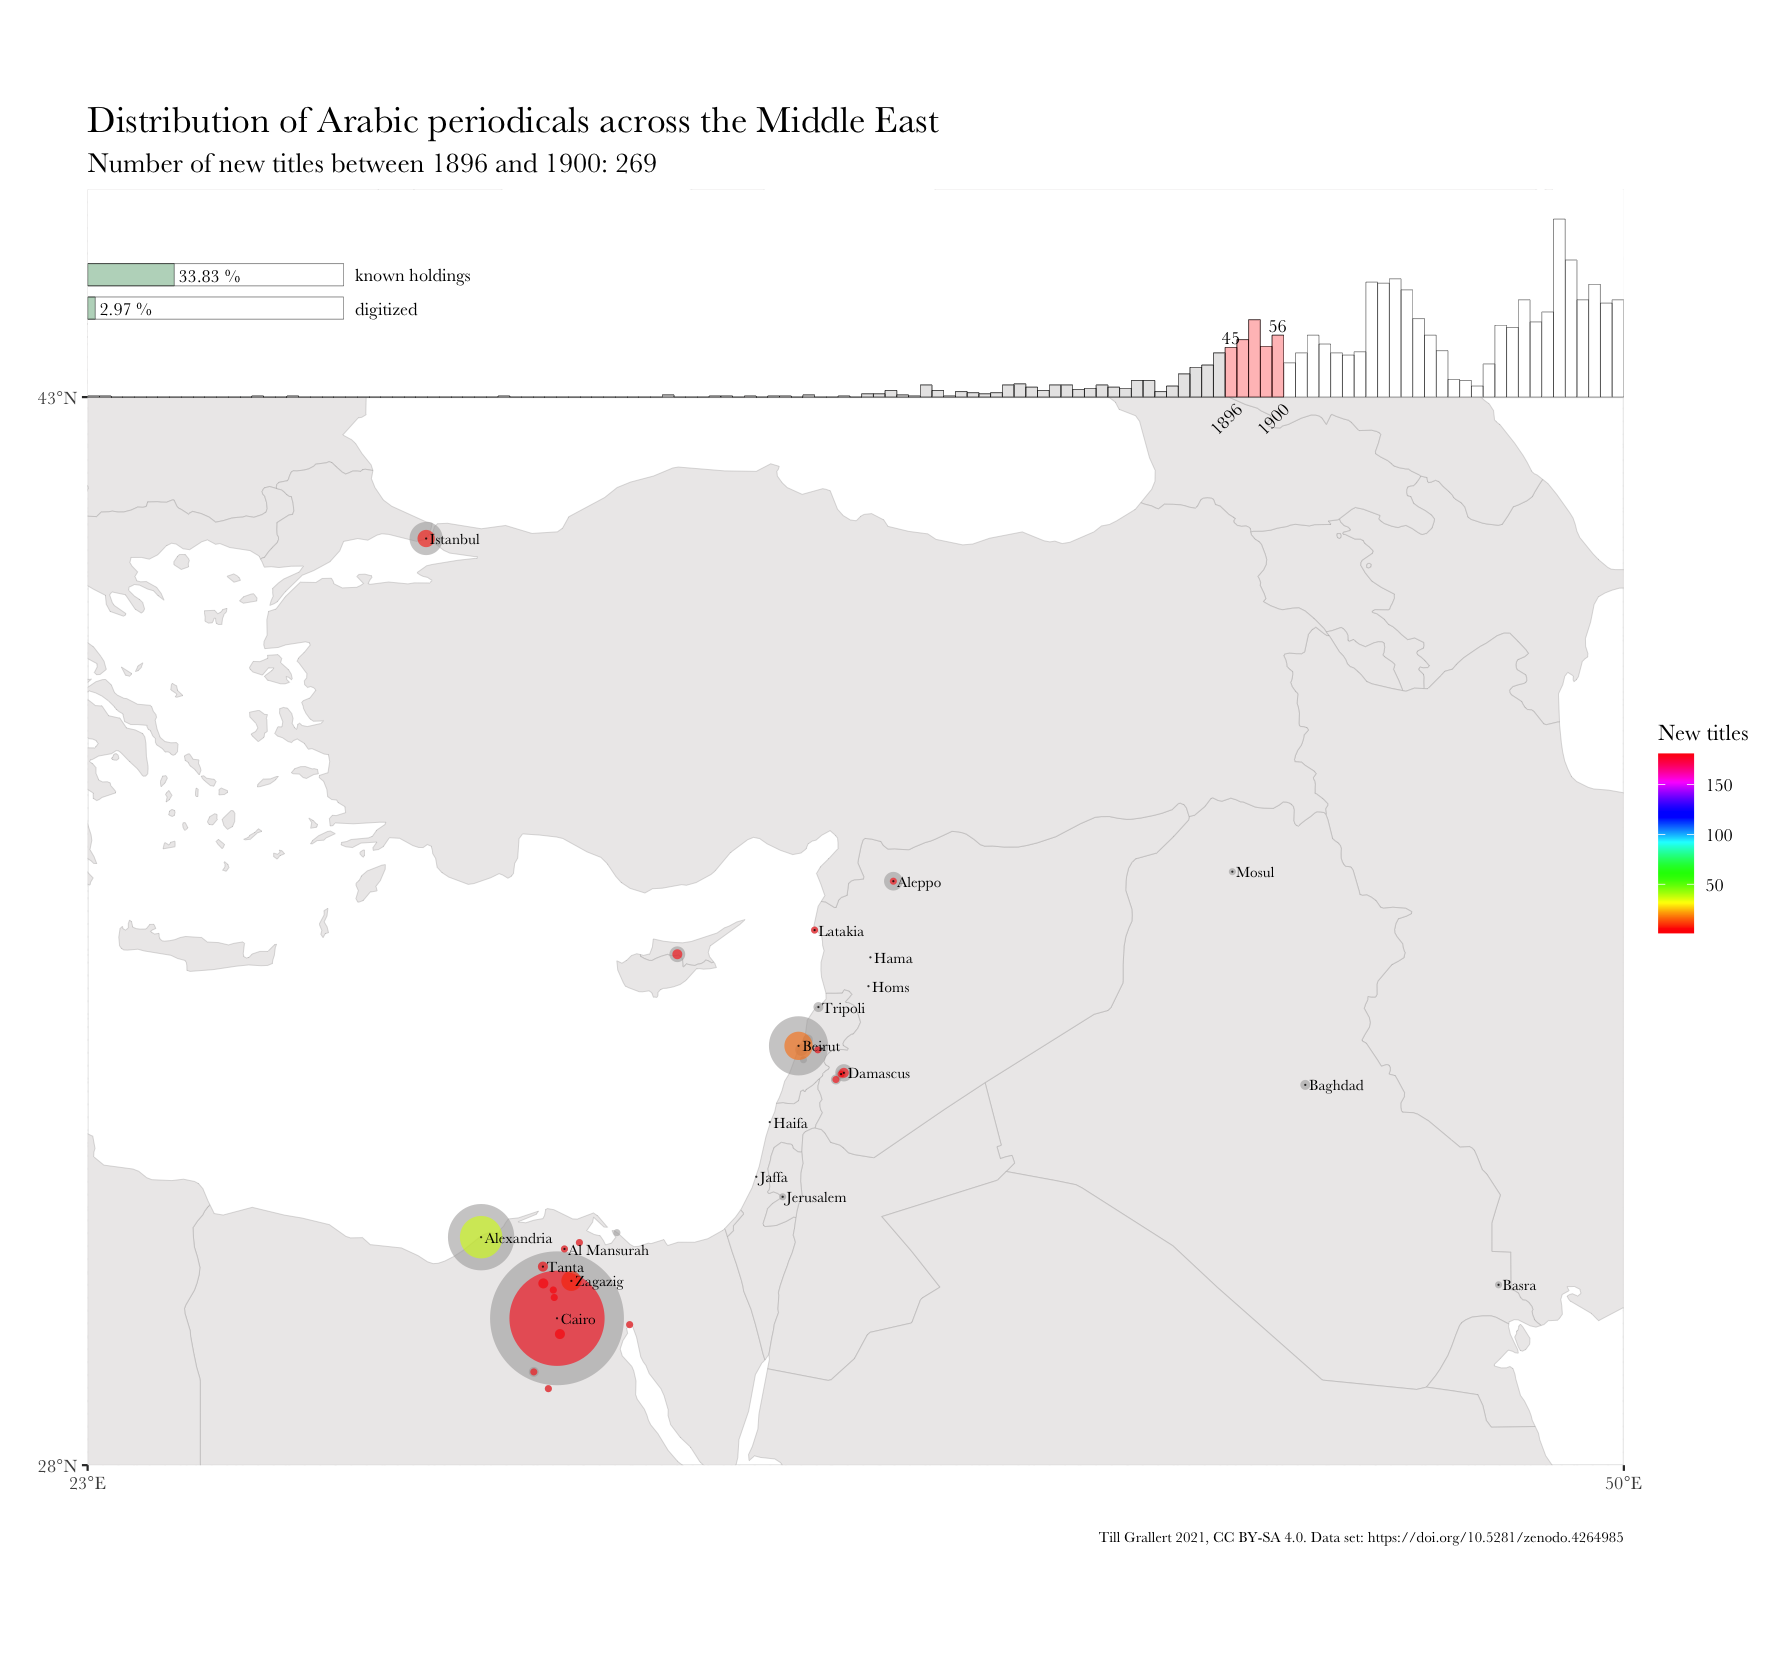 Distribution of Arabic periodicals across the Middle East
Number of new titles between 1896 and 1900: 269
33.83 %
known holdings
2.97 %
digitized
45
56
43°N
1896
1900
Istanbul
New titles
150
100
50
Mosul
Aleppo
Latakia
Hama
Homs
Tripoli
Beirut
Damascus
Baghdad
Haifa
Jaffa
Jerusalem
Alexandria
Al Mansurah
Tanta
Zagazig
Basra
Cairo
28°N
23°E
50°E
Till Grallert 2021, CC BY-SA 4.0. Data set: https://doi.org/10.5281/zenodo.4264985